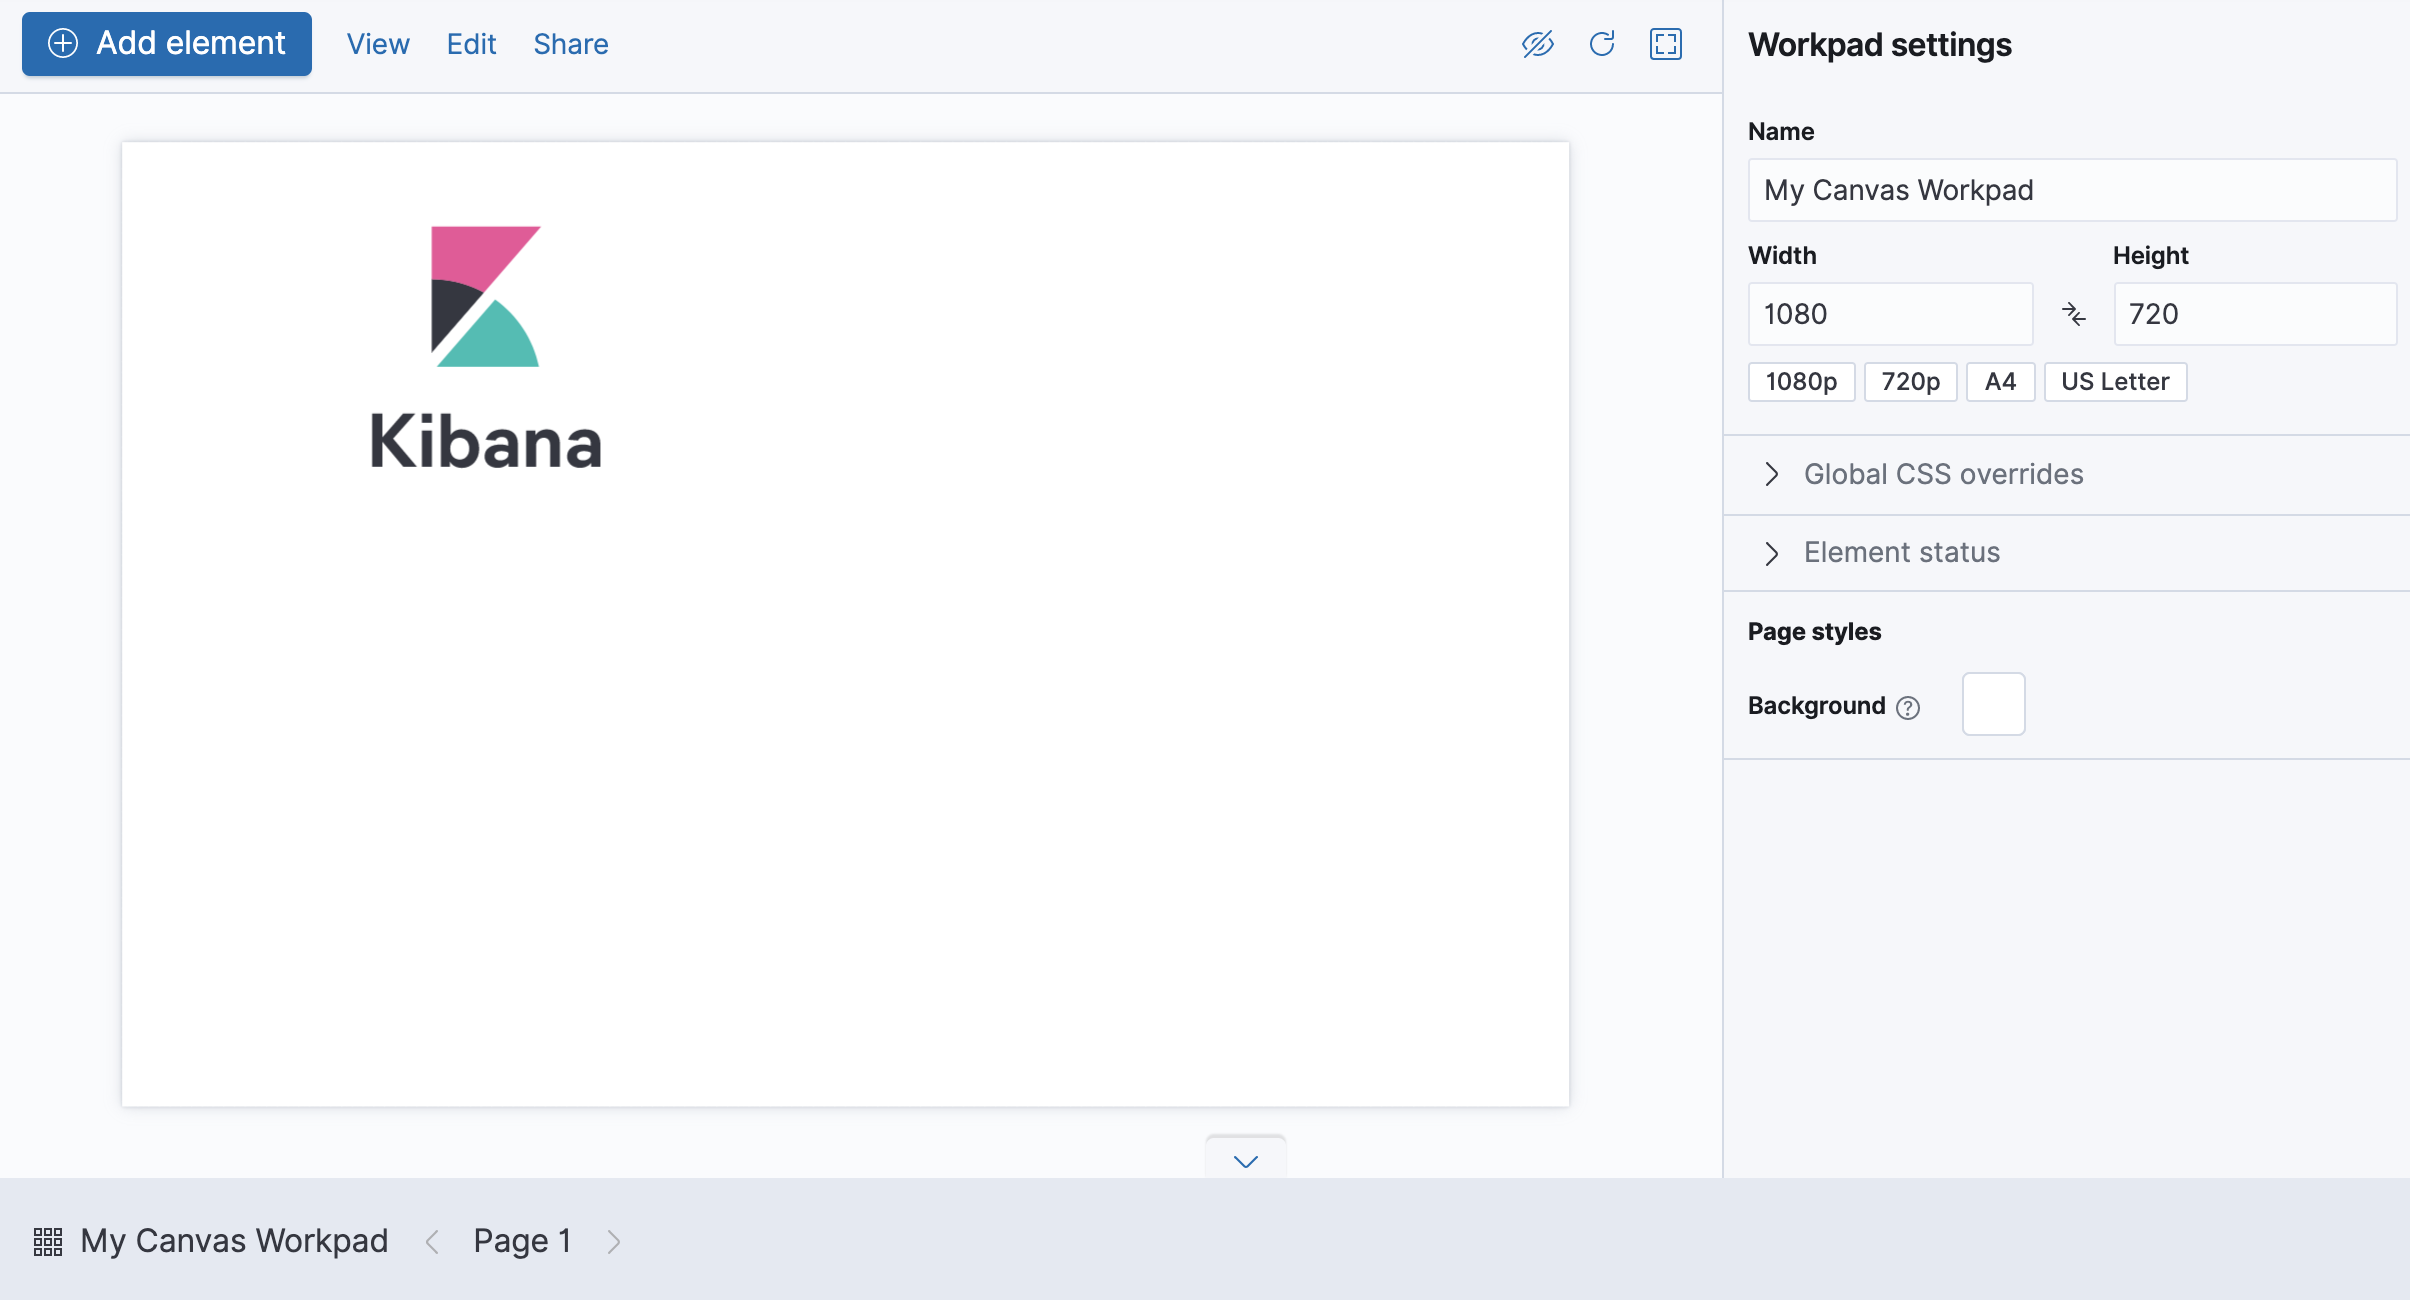 Add element View Edit Share
Workpad settings
Name
My Canvas Workpad
Width Height
1080 720
1080p 720p A4 US Letter
Kibana
Global CSS overrides
Element status
Page styles
Background
My Canvas Workpad Page 1